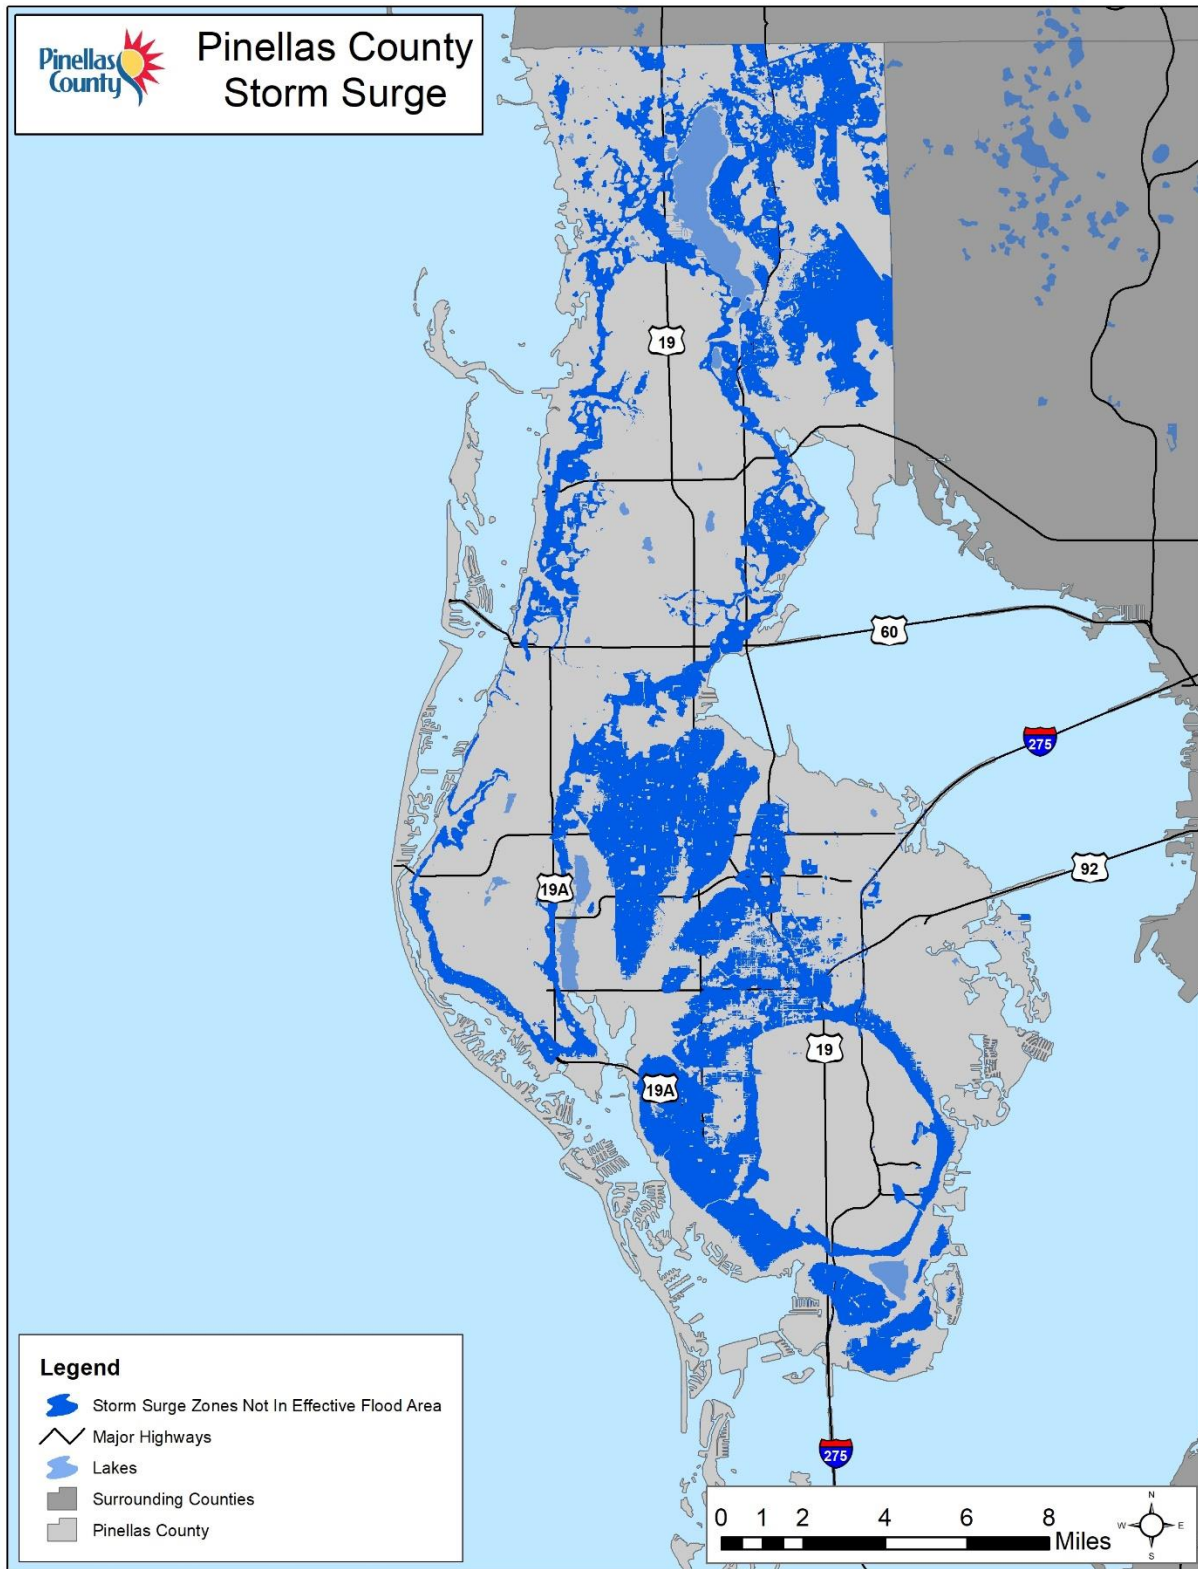 Pinellas
County
Pinellas County
Storm Surge
19
60
275
92
19A
19
19A
275
Legend
Storm Surge Zones Not In Effective Flood Area
Major Highways
Lakes
Surrounding Counties
Pinellas County
0 1 2 4 6 8
Miles
N
W E
S